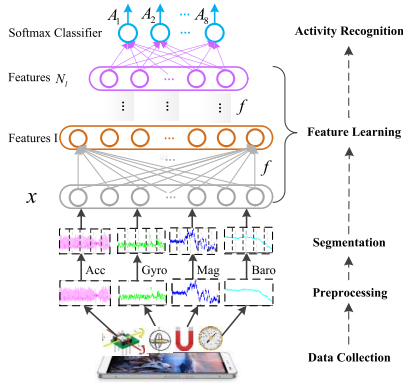 A1 A2 ... A8
Softmax Classifier
Activity Recognition
Features Nl
...
... f ...
Features 1
...
Feature Learning
f
x
...
Segmentation
Acc Gyro Mag Baro
Preprocessing
Data Collection